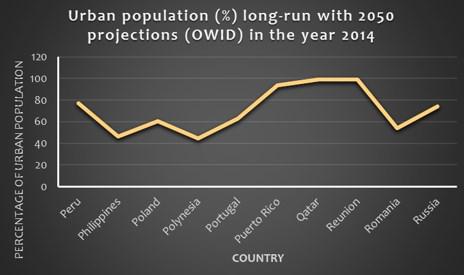 Urban population (%) long-run with 2050
projections (OWID) in the year 2014
PERCENTAGE OF URBAN POPULATION
120
100
80
60
40
20
0
Peru
Philippines
Poland
Polynesia
Portugal
Puerto Rico
Qatar
Reunion
Romania
Russia
COUNTRY